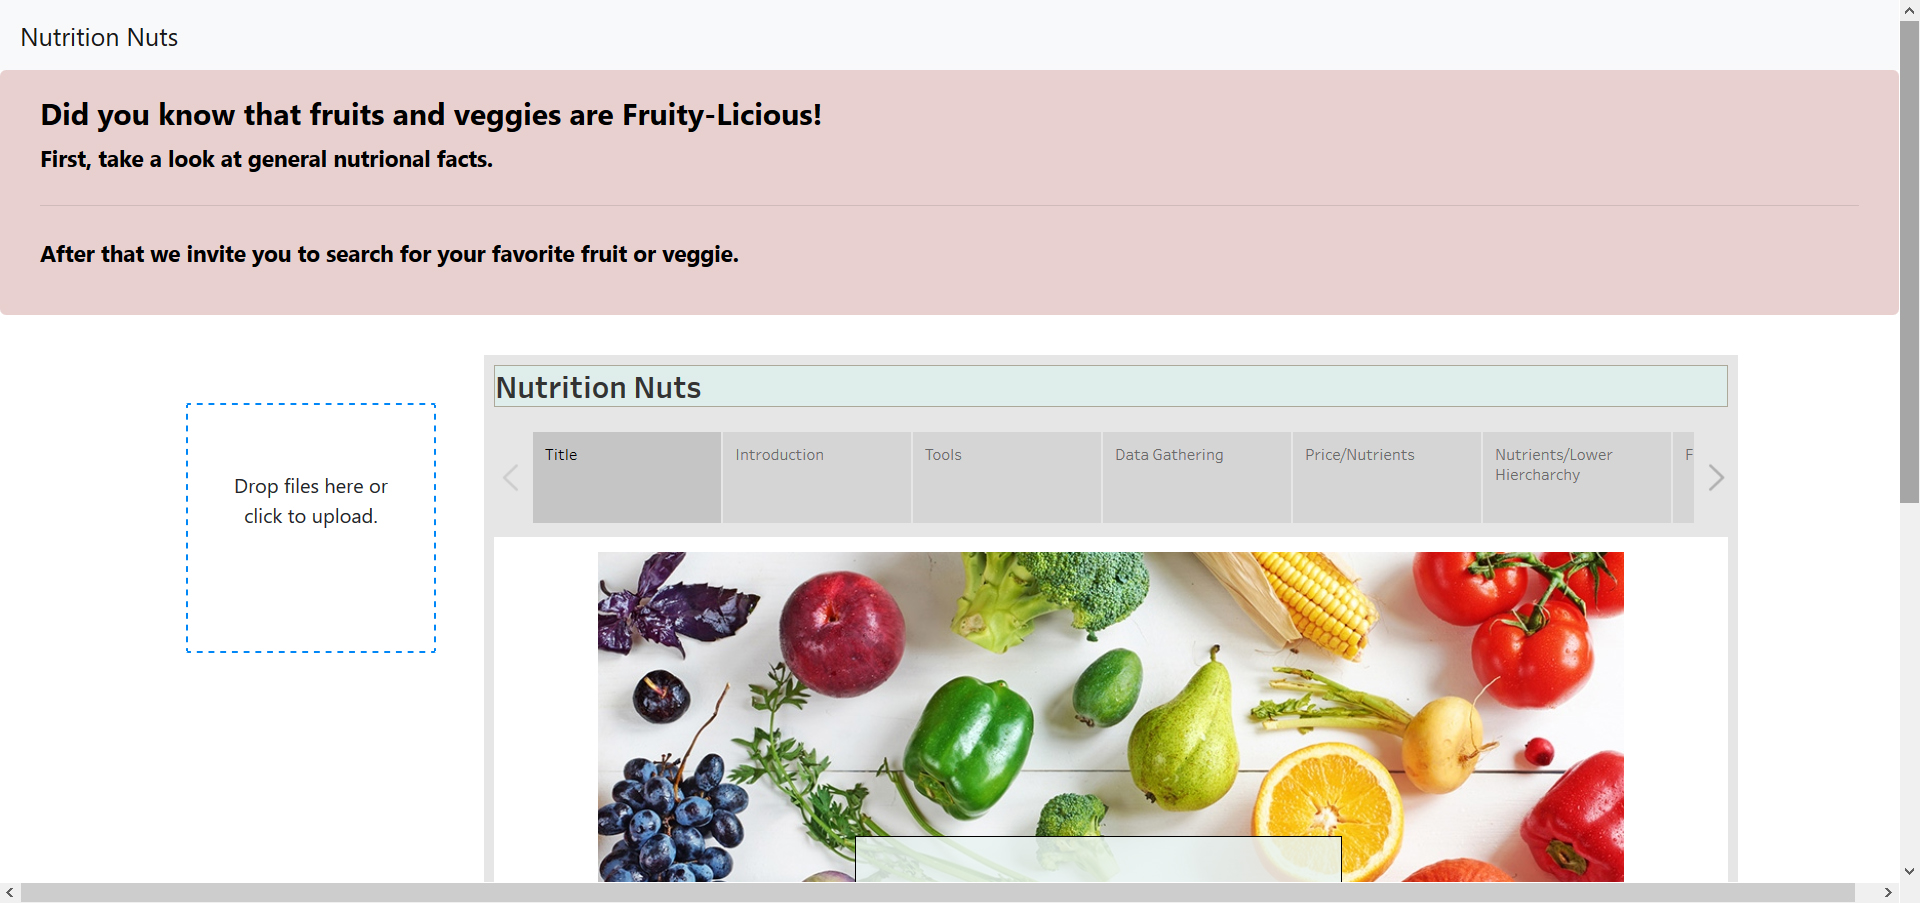 Nutrition Nuts
Did you know that fruits and veggies are Fruity-Licious!
First, take a look at general nutrional facts.
After that we invite you to search for your favorite fruit or veggie.
Drop files here or
click to upload.
Nutrition Nuts
Title
Introduction
Tools
Data Gathering
Price/Nutrients
Nutrients/Lower
Hiercharchy
F